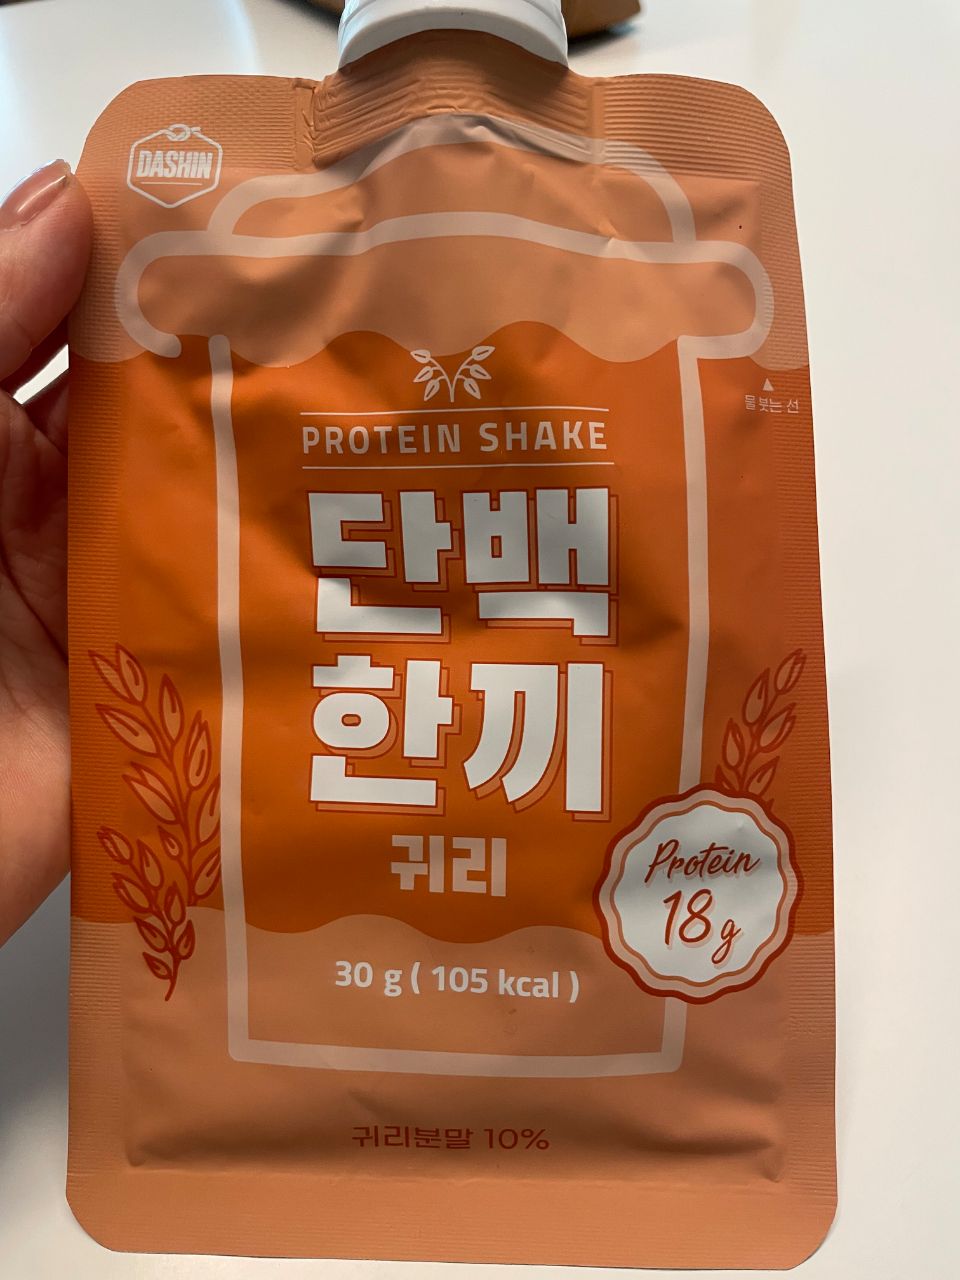 DASHIN
물붓는 선
PROTEIN SHAKE
단백
한끼
귀리
Protein
18 g
30 g ( 105 kcal )
귀리분말 10%